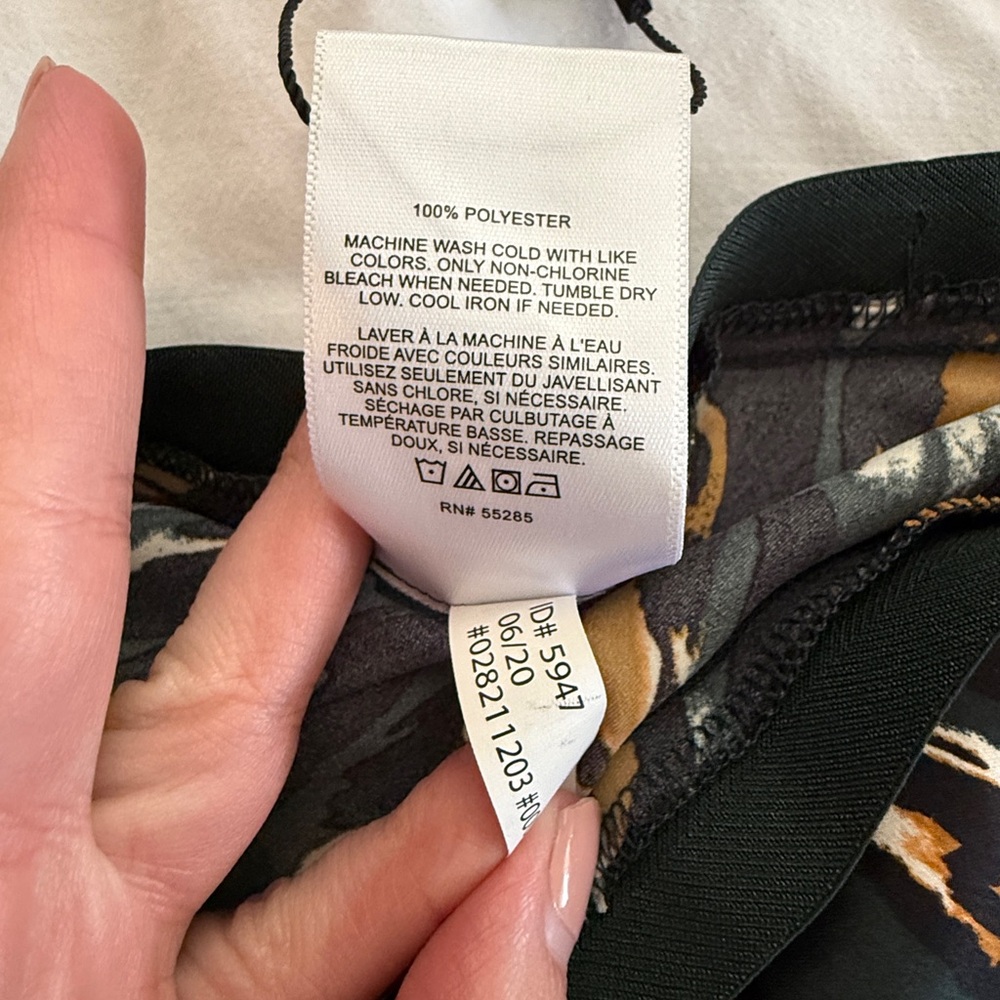 100% POLYESTER
MACHINE WASH COLD WITH LIKE
COLORS. ONLY NON-CHLORINE
BLEACH WHEN NEEDED. TUMBLE DRY
LOW. COOL IRON IF NEEDED.
LAVER À LA MACHINE À L'EAU
FROIDE AVEC COULEURS SIMILAIRES.
UTILISEZ SEULEMENT DU JAVELLISANT
SANS CHLORE, SI NÉCESSAIRE.
SÉCHAGE PAR CULBUTAGE À
TEMPÉRATURE BASSE. REPASSAGE
DOUX, SI NÉCESSAIRE.
RN# 55285
ID# 5947
06/20
#028211203